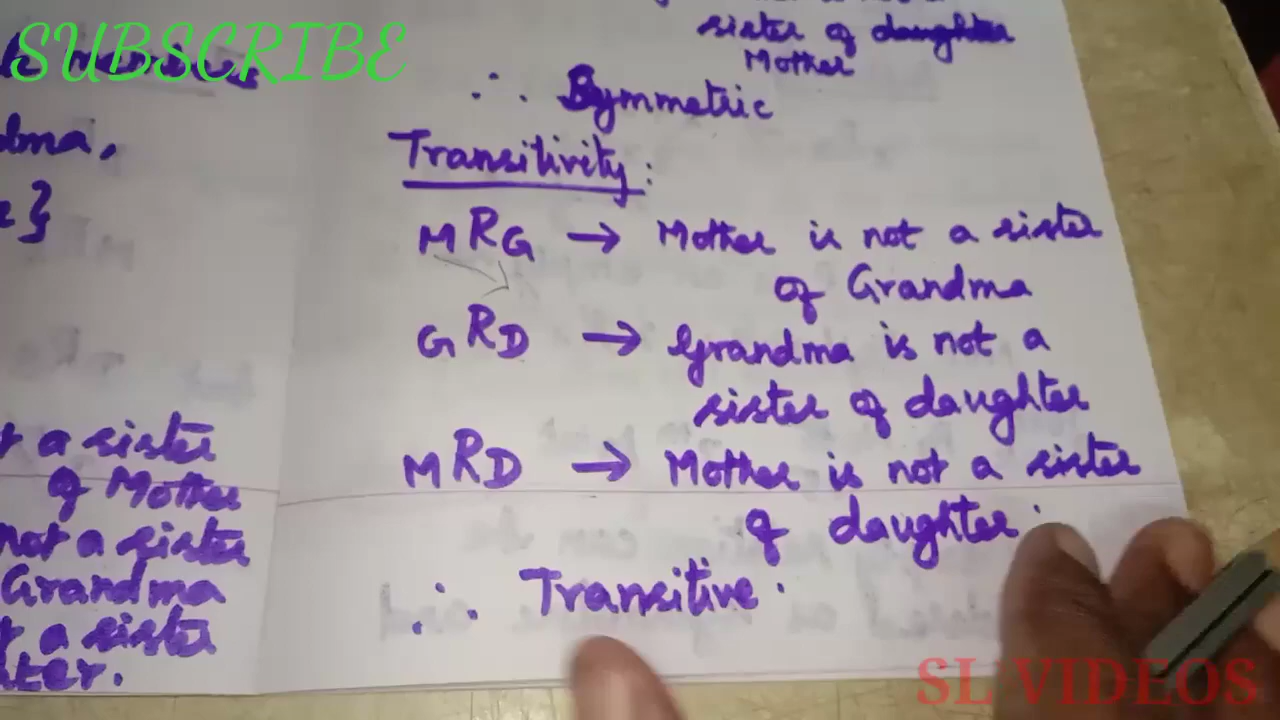 SUBSCRIBE
dma,
}
t a sister
of Mother
not a sister
Grandma
t a sister
ter.
sister of daughter
Mother
∴ Symmetric
Transitivity:
MRG → Mother is not a sister
of Grandma
GRD → Grandma is not a
sister of daughter
MRD → Mother is not a sister
of daughter.
∴ Transitive.
SL VIDEOS